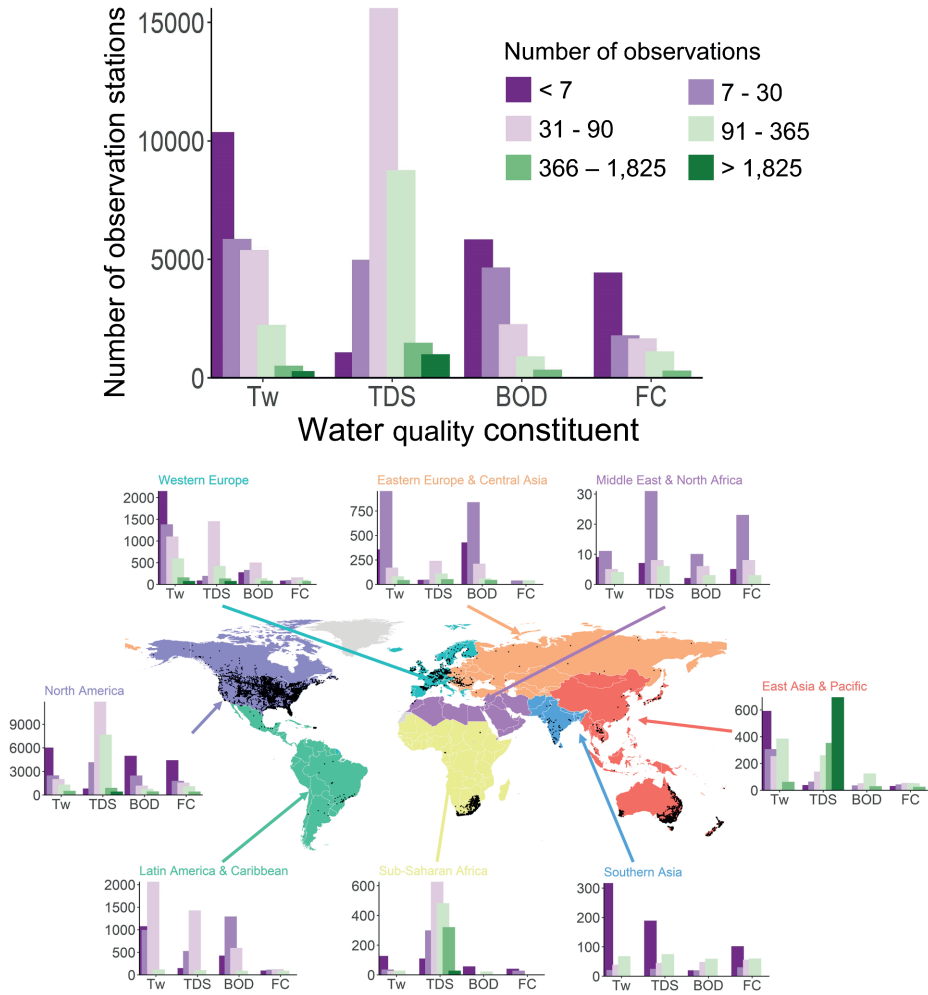 Number of observation stations
15000
10000
5000
0
Number of observations
< 7
7 - 30
31 - 90
91 - 365
366 – 1,825
> 1,825
Tw TDS BOD FC
Water quality constituent
Western Europe
2000
1500
1000
500
0
Tw TDS BOD FC
Eastern Europe & Central Asia
750
500
250
0
Tw TDS BOD FC
Middle East & North Africa
30
20
10
0
Tw TDS BOD FC
North America
9000
6000
3000
0
Tw TDS BOD FC
East Asia & Pacific
600
400
200
0
Tw TDS BOD FC
Latin America & Caribbean
2000
1500
1000
500
0
Tw TDS BOD FC
Sub-Saharan Africa
600
400
200
0
Tw TDS BOD FC
Southern Asia
300
200
100
0
Tw TDS BOD FC